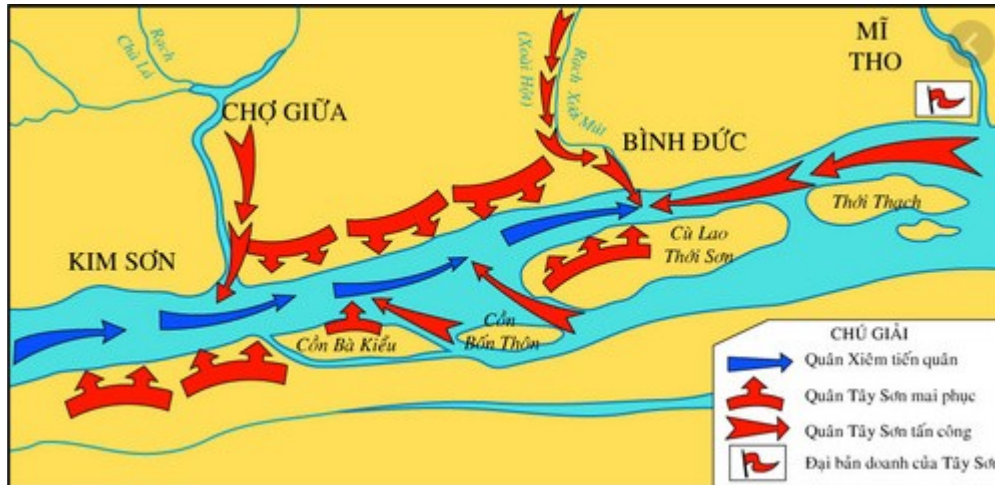 Rạch
Chà Lá
CHỢ GIỮA
(Xoài Hột)
Rạch Xoài Mút
BÌNH ĐỨC
MĨ
THO
Thới Thạch
Cù Lao
Thới Sơn
KIM SƠN
Cồn Bà Kiểu
Cồn
Bốn Thôn
CHÚ GIẢI
Quân Xiêm tiến quân
Quân Tây Sơn mai phục
Quân Tây Sơn tấn công
Đại bản doanh của Tây Sơ